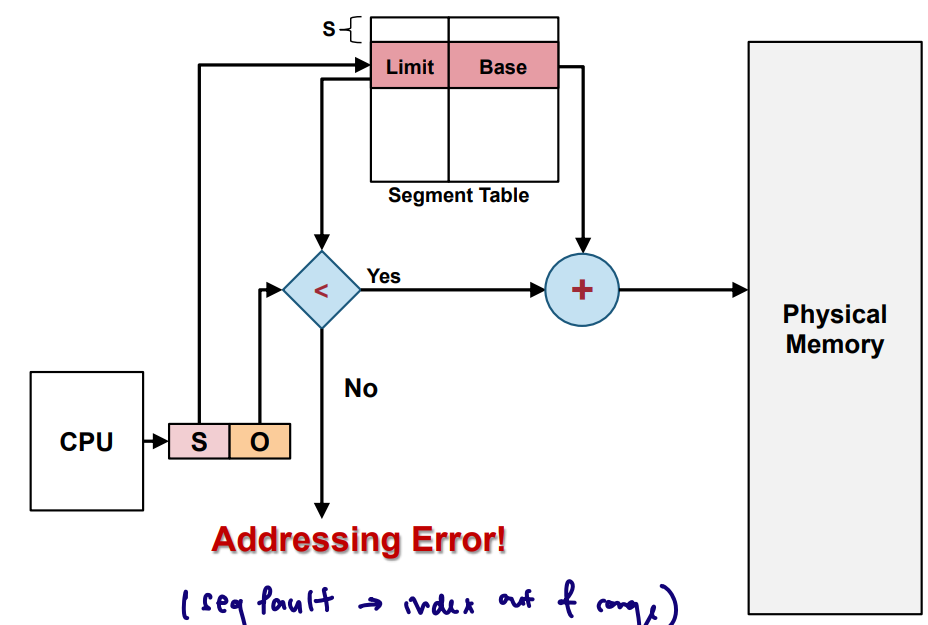 S
Limit Base
Segment Table
< Yes +
Physical
Memory
No
CPU S O
Addressing Error!
(seg fault → index out of range)